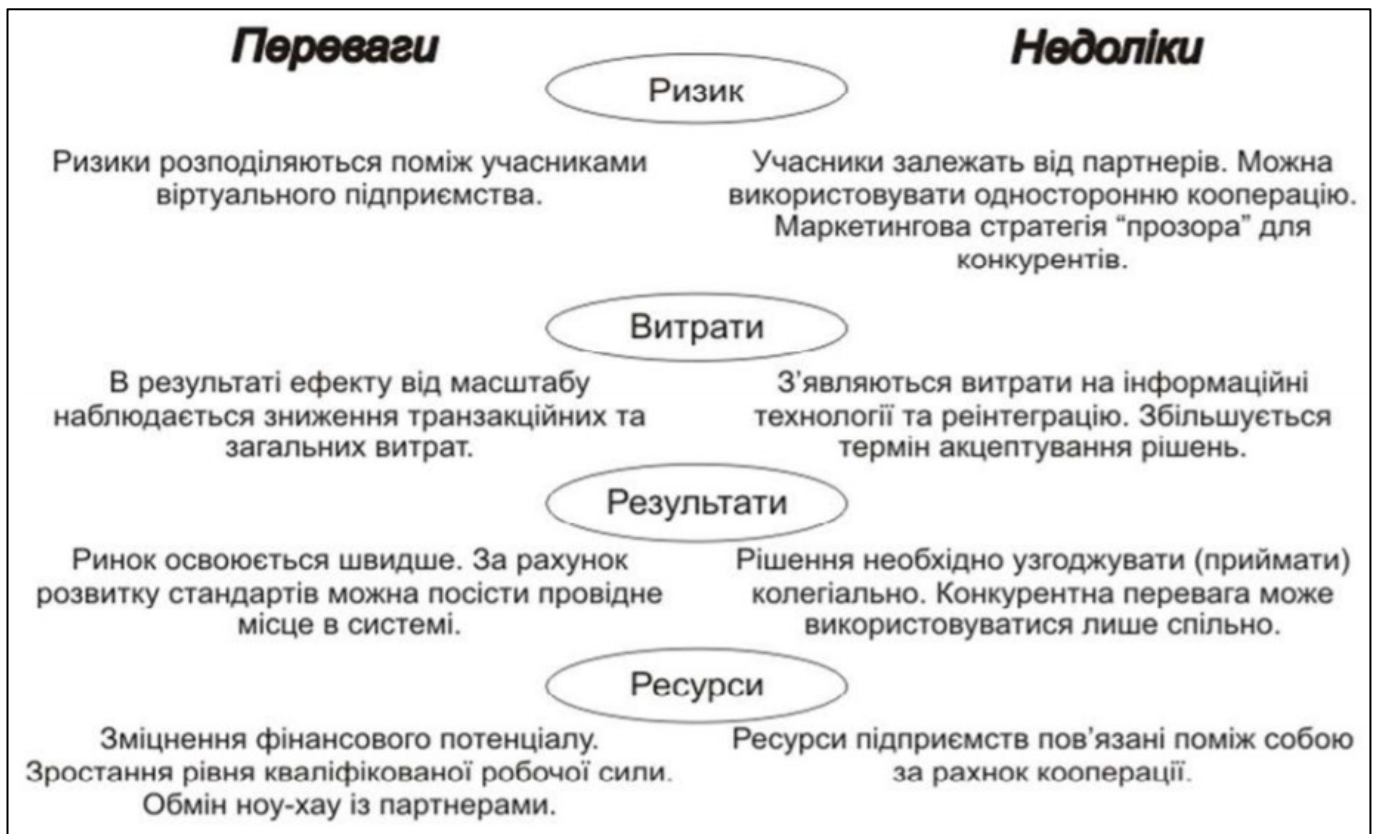 Переваги
Недоліки
Ризик
Ризики розподіляються поміж учасниками
віртуального підприємства.
Учасники залежать від партнерів. Можна
використовувати односторонню кооперацію.
Маркетингова стратегія “прозора” для
конкурентів.
Витрати
В результаті ефекту від масштабу
наблюдається зниження транзакційних та
загальних витрат.
З’являються витрати на інформаційні
технології та реінтеграцію. Збільшується
термін акцептування рішень.
Результати
Ринок освоюється швидше. За рахунок
розвитку стандартів можна посісти провідне
місце в системі.
Рішення необхідно узгоджувати (приймати)
колегіально. Конкурентна перевага може
використовуватися лише спільно.
Ресурси
Зміцнення фінансового потенціалу.
Зростання рівня кваліфікованої робочої сили.
Обмін ноу-хау із партнерами.
Ресурси підприємств пов’язані поміж собою
за рахнок кооперації.